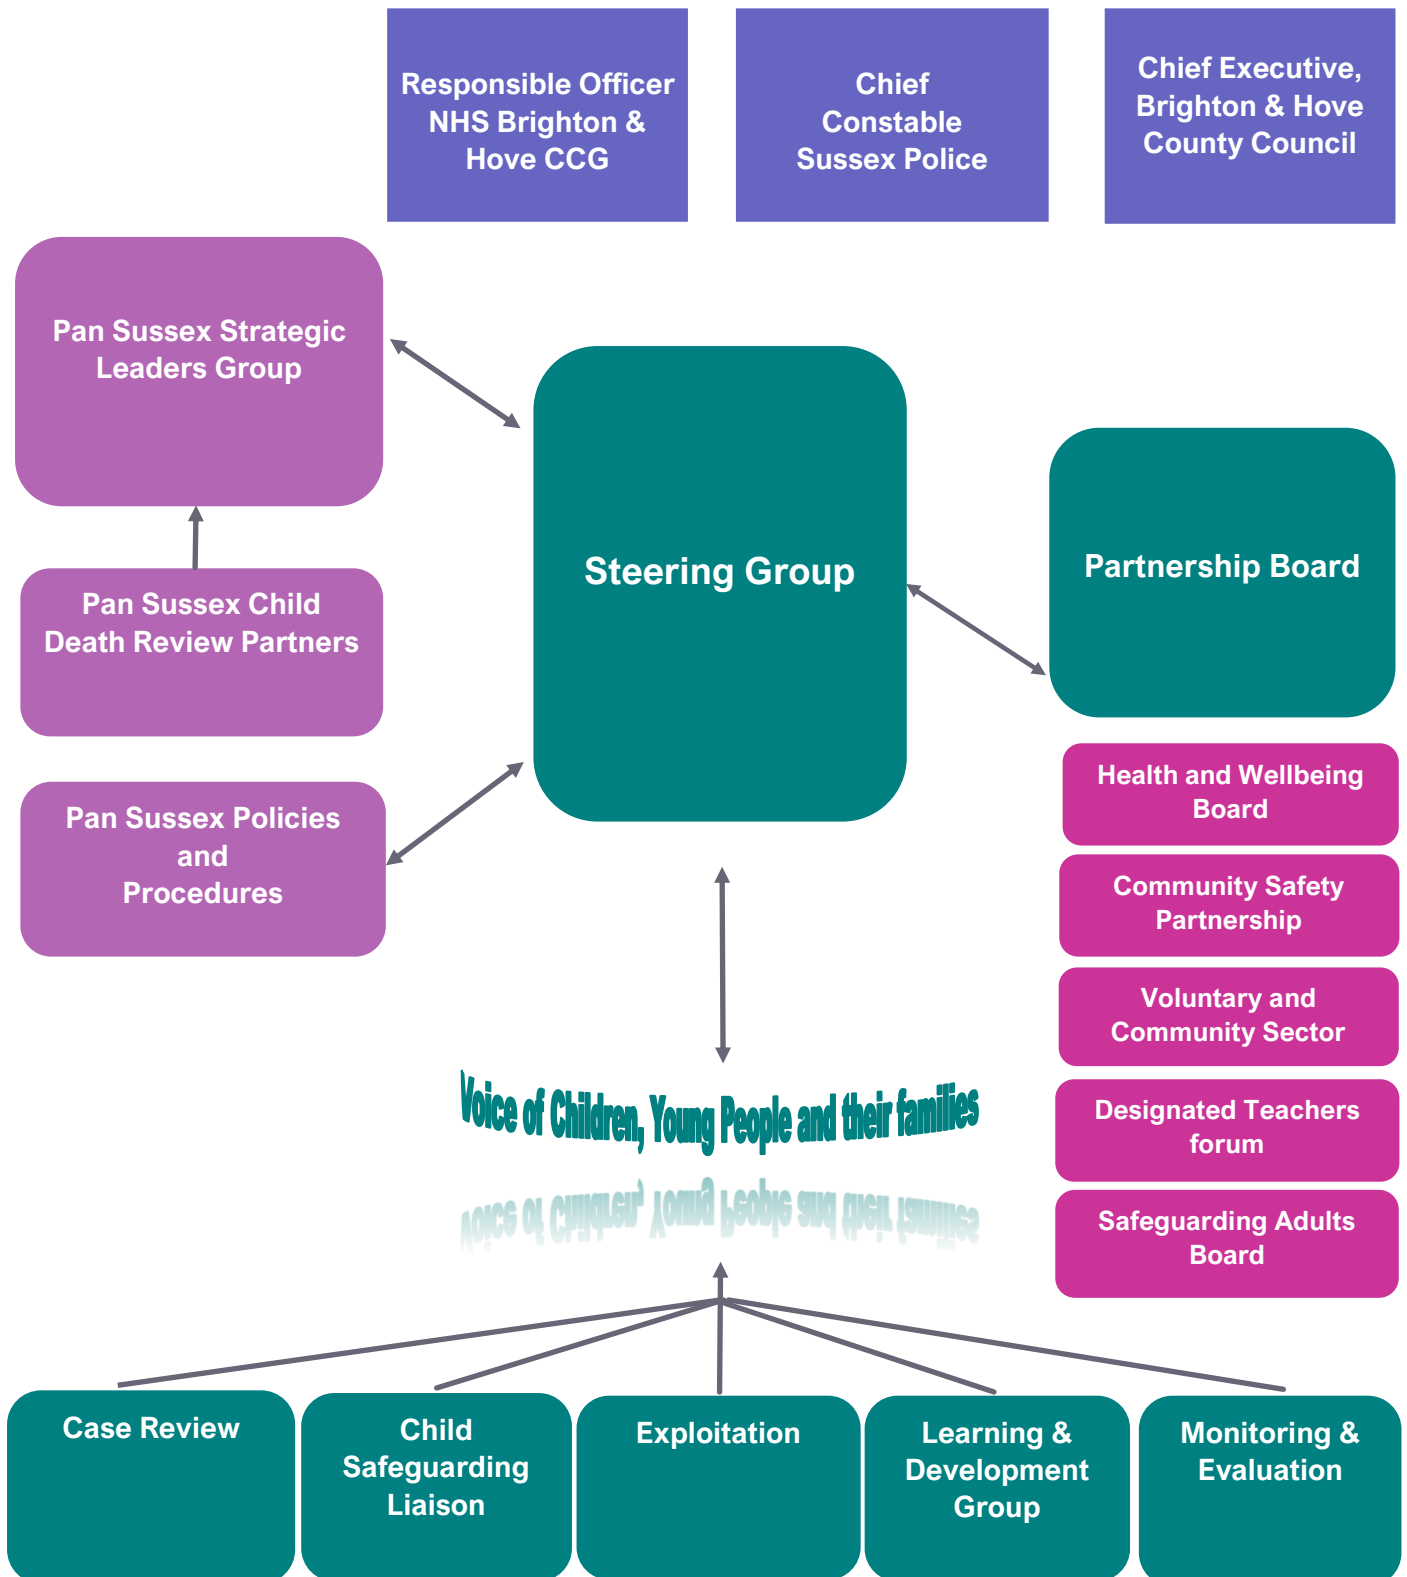 Responsible Officer
NHS Brighton &
Hove CCG
Chief
Constable
Sussex Police
Chief Executive,
Brighton & Hove
County Council
Pan Sussex Strategic
Leaders Group
Steering Group
Partnership Board
Pan Sussex Child
Death Review Partners
Pan Sussex Policies
and
Procedures
Health and Wellbeing
Board
Community Safety
Partnership
Voluntary and
Community Sector
Designated Teachers
forum
Safeguarding Adults
Board
Voice of Children, Young People and their families
Case Review
Child
Safeguarding
Liaison
Exploitation
Learning &
Development
Group
Monitoring &
Evaluation